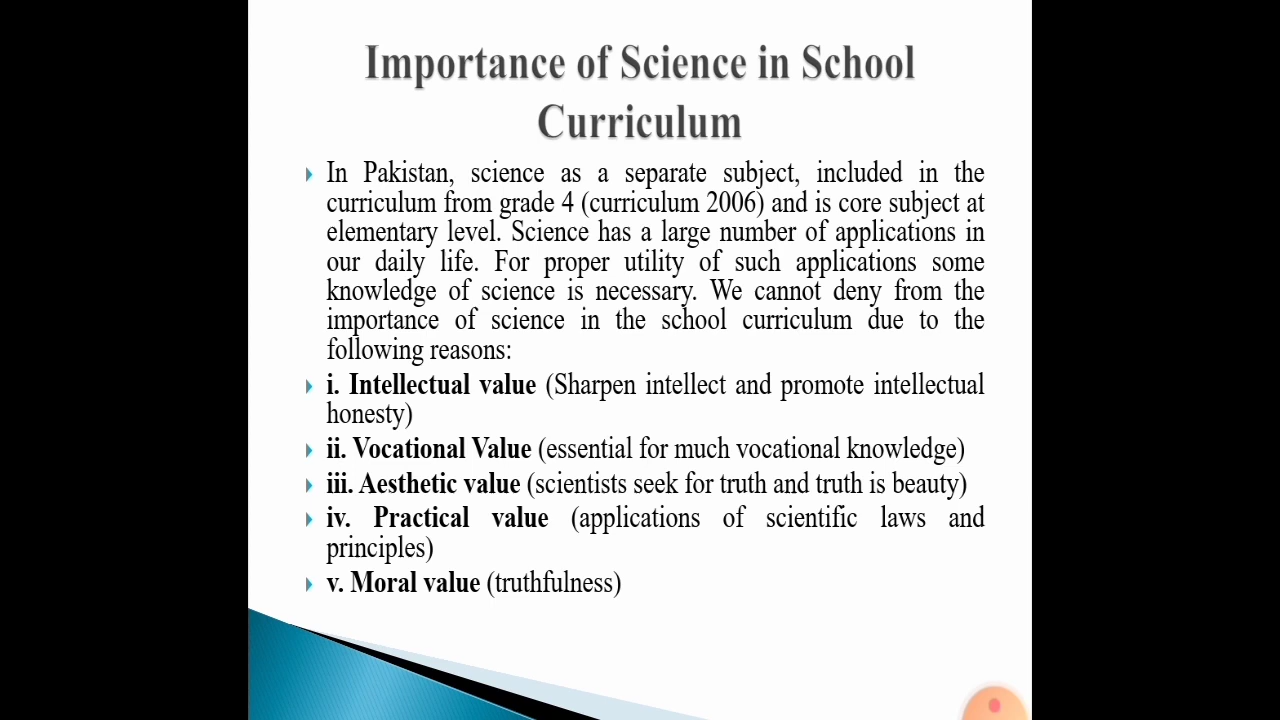 Importance of Science in School
Curriculum
In Pakistan, science as a separate subject, included in the
curriculum from grade 4 (curriculum 2006) and is core subject at
elementary level. Science has a large number of applications in
our daily life. For proper utility of such applications some
knowledge of science is necessary. We cannot deny from the
importance of science in the school curriculum due to the
following reasons:
i. Intellectual value (Sharpen intellect and promote intellectual
honesty)
ii. Vocational Value (essential for much vocational knowledge)
iii. Aesthetic value (scientists seek for truth and truth is beauty)
iv. Practical value (applications of scientific laws and
principles)
v. Moral value (truthfulness)